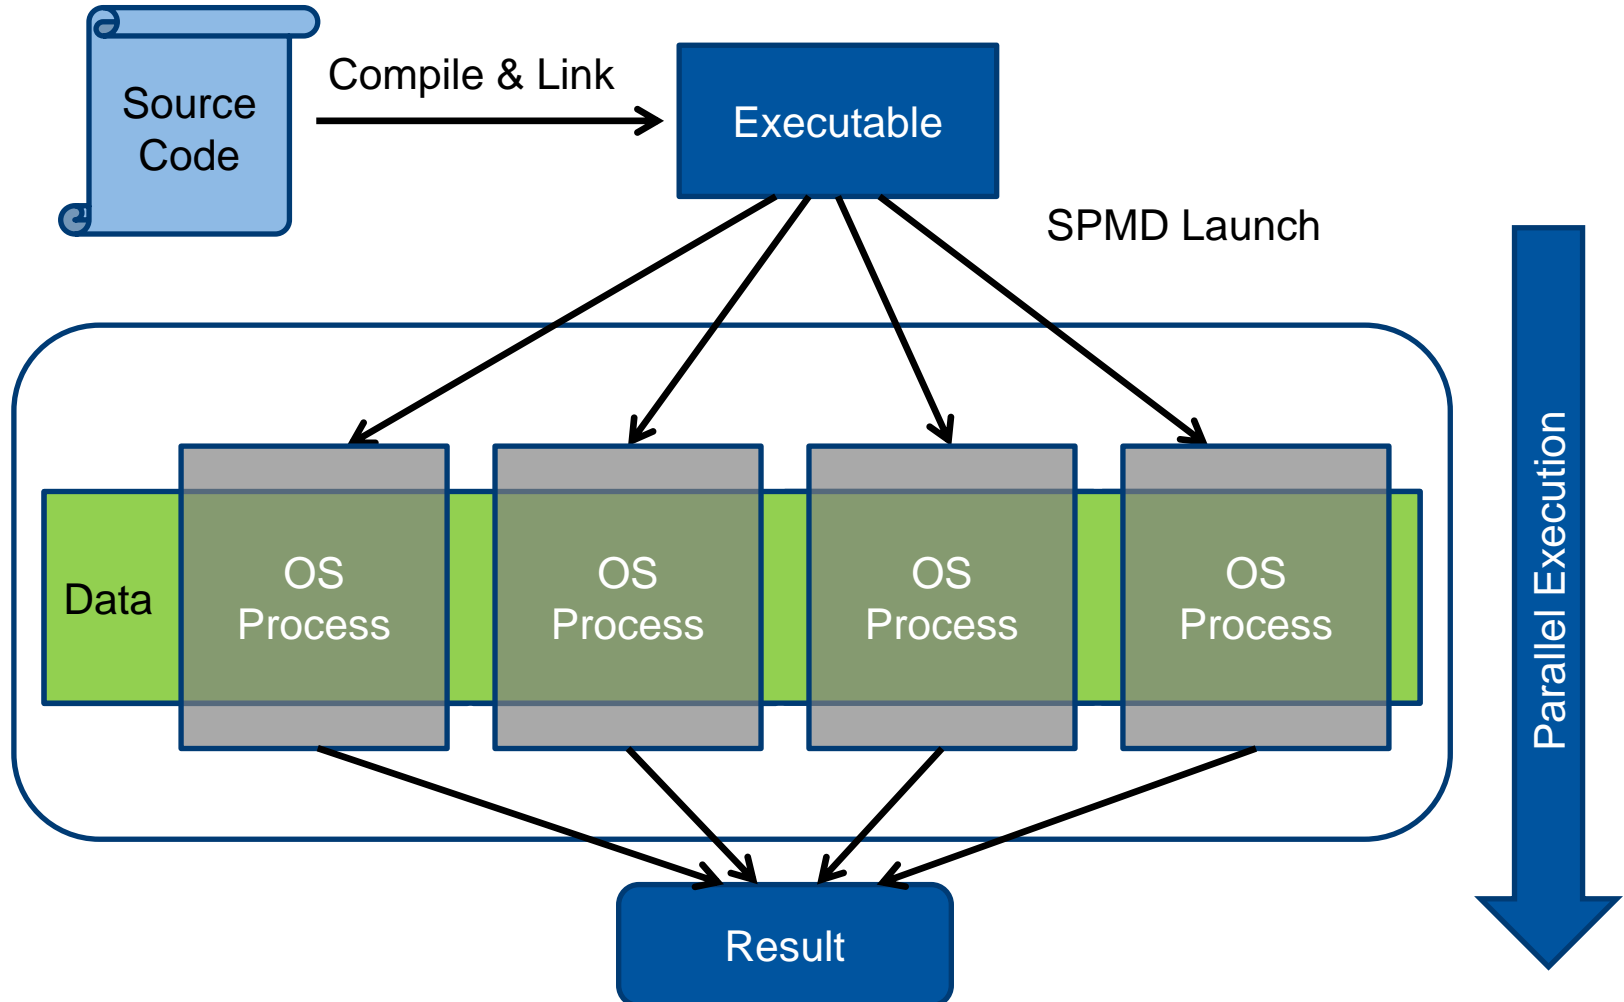 Source
Code
Compile & Link
Executable
SPMD Launch
Data
OS
Process
OS
Process
OS
Process
OS
Process
Parallel Execution
Result